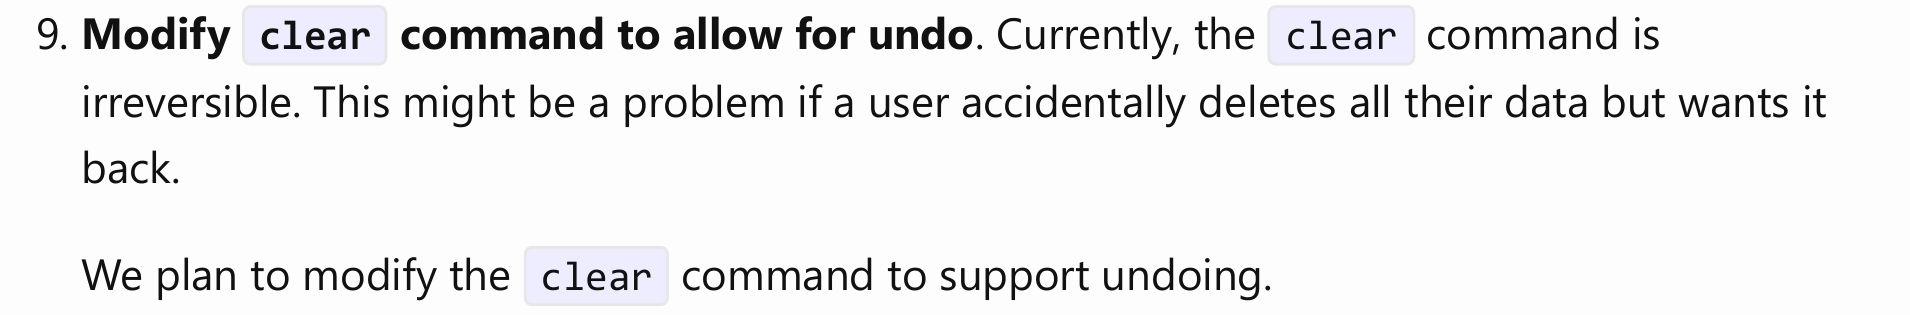 9. Modify clear command to allow for undo. Currently, the clear command is
irreversible. This might be a problem if a user accidentally deletes all their data but wants it
back.
We plan to modify the clear command to support undoing.